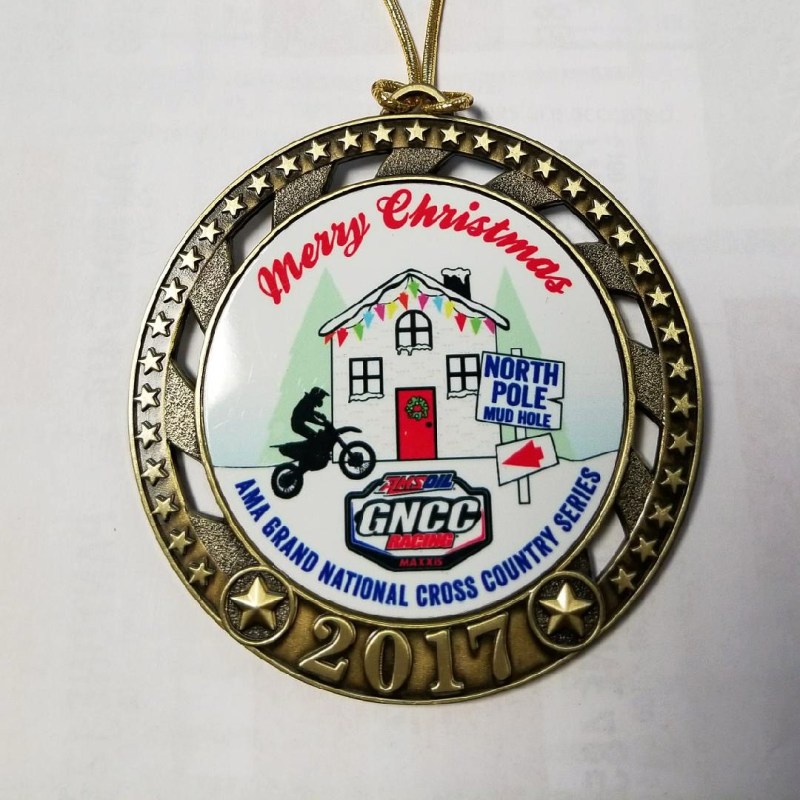 Merry Christmas
NORTH
POLE
MUD HOLE
AMSOIL
GNCC
RACING
MAXXIS
AMA GRAND NATIONAL CROSS COUNTRY SERIES
2017